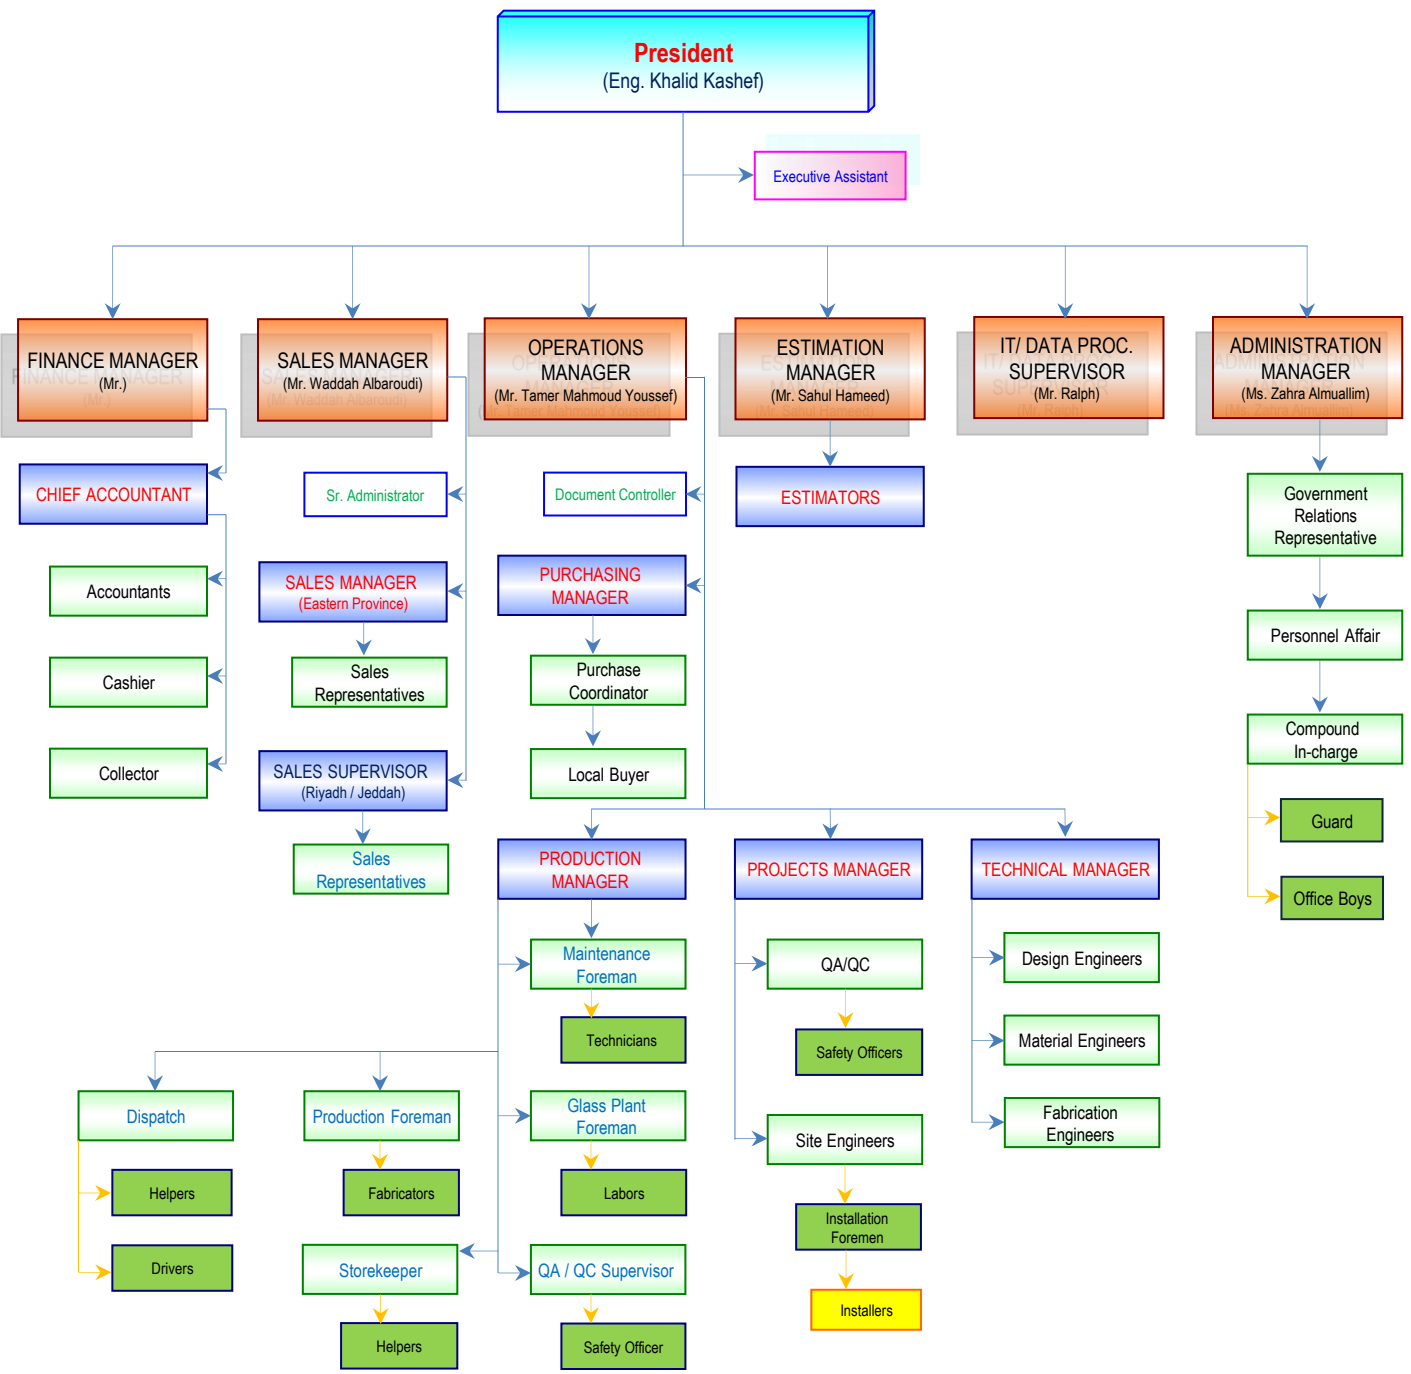 President
(Eng. Khalid Kashef)
Executive Assistant
FINANCE MANAGER
(Mr.)
SALES MANAGER
(Mr. Waddah Albaroudi)
OPERATIONS
MANAGER
(Mr. Tamer Mahmoud Youssef)
ESTIMATION
MANAGER
(Mr. Sahul Hameed)
IT/ DATA PROC.
SUPERVISOR
(Mr. Ralph)
ADMINISTRATION
MANAGER
(Ms. Zahra Almuallim)
CHIEF ACCOUNTANT
Accountants
Cashier
Collector
Sr. Administrator
SALES MANAGER
(Eastern Province)
Sales
Representatives
SALES SUPERVISOR
(Riyadh / Jeddah)
Sales
Representatives
Document Controller
PURCHASING
MANAGER
Purchase
Coordinator
Local Buyer
ESTIMATORS
Government
Relations
Representative
Personnel Affair
Compound
In-charge
Guard
Office Boys
PRODUCTION
MANAGER
PROJECTS MANAGER
TECHNICAL MANAGER
Maintenance
Foreman
Technicians
Dispatch
Helpers
Drivers
Production Foreman
Fabricators
Glass Plant
Foreman
Labors
Storekeeper
Helpers
QA / QC Supervisor
Safety Officer
QA/QC
Safety Officers
Site Engineers
Installation
Foremen
Installers
Design Engineers
Material Engineers
Fabrication
Engineers